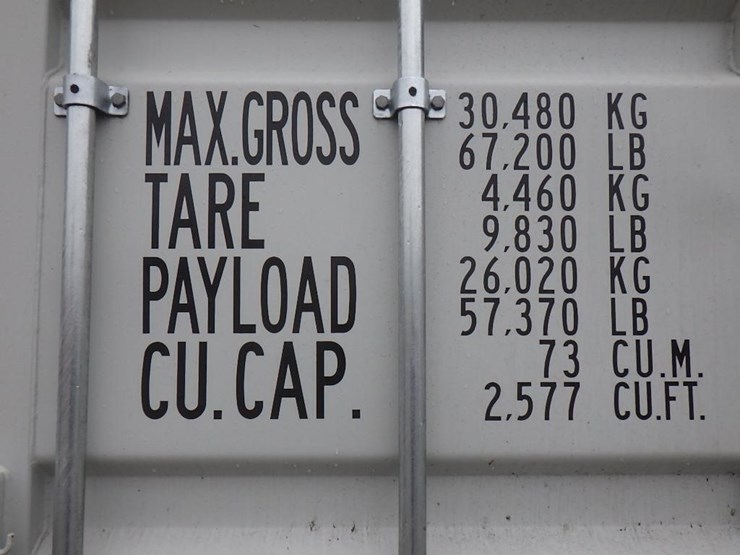 MAX.GROSS 30,480 KG
67,200 LB
TARE 4,460 KG
9,830 LB
PAYLOAD 26,020 KG
57,370 LB
CU.CAP. 73 CU.M.
2,577 CU.FT.